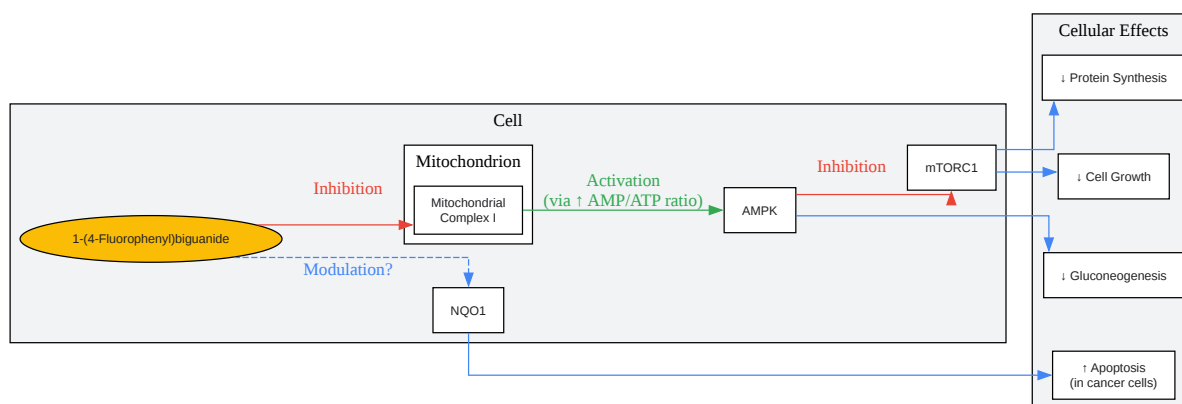 Cellular Effects
↓ Protein Synthesis
Cell
Mitochondrion
Inhibition
mTORC1
Inhibition
Activation
(via ↑ AMP/ATP ratio)
↓ Cell Growth
Mitochondrial
Complex I
AMPK
1-(4-Fluorophenyl)biguanide
Modulation?
↓ Gluconeogenesis
NQO1
↑ Apoptosis
(in cancer cells)